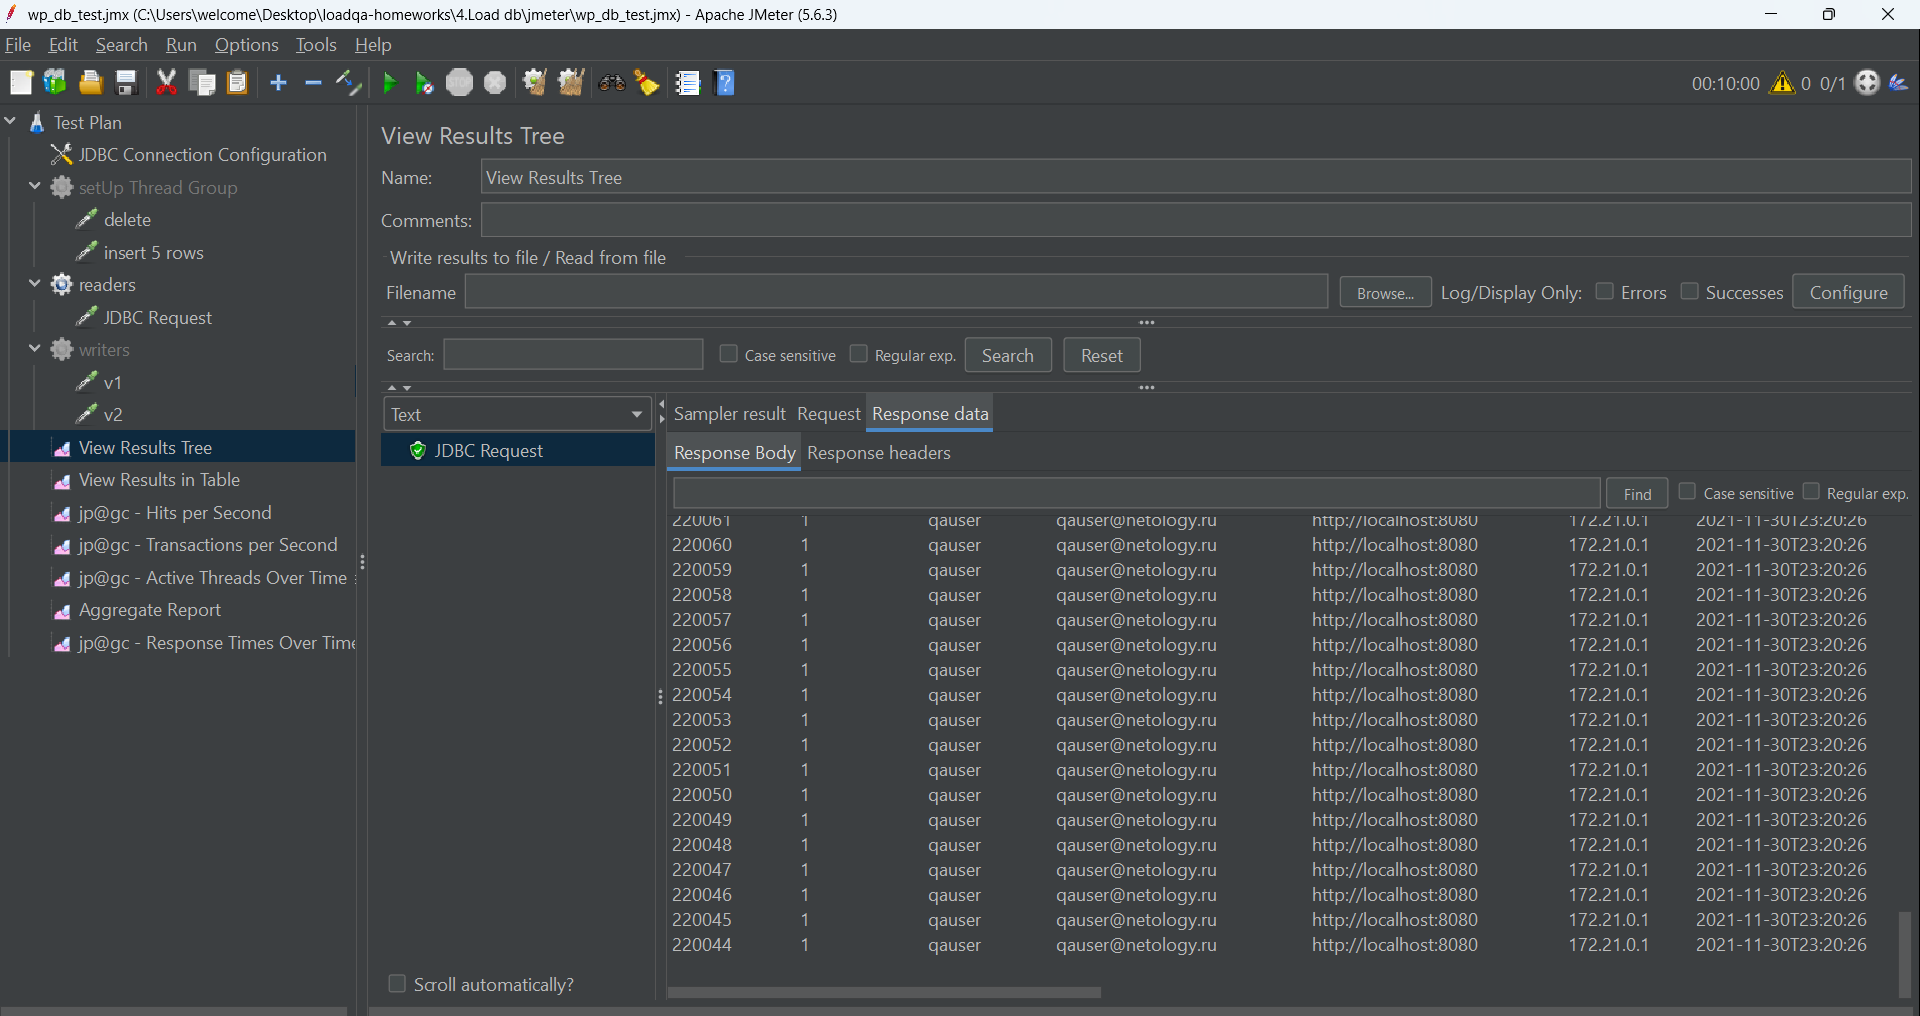 wp_db_test.jmx (C:\Users\welcome\Desktop\loadqa-homeworks\4.Load db\jmeter\wp_db_test.jmx) - Apache JMeter (5.6.3)
File Edit Search Run Options Tools Help
00:10:00 0 0/1
Test Plan
JDBC Connection Configuration
setUp Thread Group
delete
insert 5 rows
readers
JDBC Request
writers
v1
v2
View Results Tree
View Results in Table
jp@gc - Hits per Second
jp@gc - Transactions per Second
jp@gc - Active Threads Over Time
Aggregate Report
jp@gc - Response Times Over Time
View Results Tree
Name: View Results Tree
Comments:
Write results to file / Read from file
Filename Browse... Log/Display Only: Errors Successes Configure
Search: Case sensitive Regular exp. Search Reset
Text
JDBC Request
Scroll automatically?
Sampler result Request Response data
Response Body Response headers
Find Case sensitive Regular exp.
220061 1 qauser qauser@netology.ru http://localhost:8080 172.21.0.1 2021-11-30T23:20:26
220060 1 qauser qauser@netology.ru http://localhost:8080 172.21.0.1 2021-11-30T23:20:26
220059 1 qauser qauser@netology.ru http://localhost:8080 172.21.0.1 2021-11-30T23:20:26
220058 1 qauser qauser@netology.ru http://localhost:8080 172.21.0.1 2021-11-30T23:20:26
220057 1 qauser qauser@netology.ru http://localhost:8080 172.21.0.1 2021-11-30T23:20:26
220056 1 qauser qauser@netology.ru http://localhost:8080 172.21.0.1 2021-11-30T23:20:26
220055 1 qauser qauser@netology.ru http://localhost:8080 172.21.0.1 2021-11-30T23:20:26
220054 1 qauser qauser@netology.ru http://localhost:8080 172.21.0.1 2021-11-30T23:20:26
220053 1 qauser qauser@netology.ru http://localhost:8080 172.21.0.1 2021-11-30T23:20:26
220052 1 qauser qauser@netology.ru http://localhost:8080 172.21.0.1 2021-11-30T23:20:26
220051 1 qauser qauser@netology.ru http://localhost:8080 172.21.0.1 2021-11-30T23:20:26
220050 1 qauser qauser@netology.ru http://localhost:8080 172.21.0.1 2021-11-30T23:20:26
220049 1 qauser qauser@netology.ru http://localhost:8080 172.21.0.1 2021-11-30T23:20:26
220048 1 qauser qauser@netology.ru http://localhost:8080 172.21.0.1 2021-11-30T23:20:26
220047 1 qauser qauser@netology.ru http://localhost:8080 172.21.0.1 2021-11-30T23:20:26
220046 1 qauser qauser@netology.ru http://localhost:8080 172.21.0.1 2021-11-30T23:20:26
220045 1 qauser qauser@netology.ru http://localhost:8080 172.21.0.1 2021-11-30T23:20:26
220044 1 qauser qauser@netology.ru http://localhost:8080 172.21.0.1 2021-11-30T23:20:26